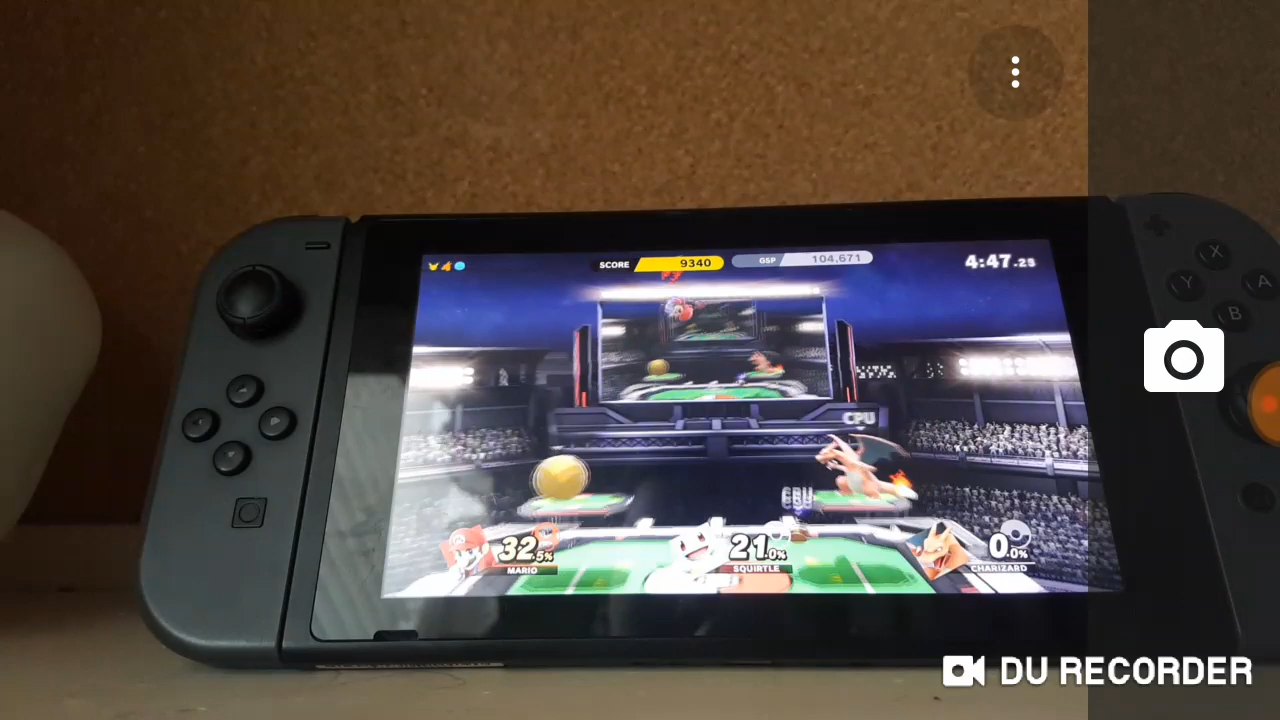 SCORE 9340 GSP 104,671 4:47.23
CPU
CPU
32.5%
MARIO
21.0%
SQUIRTLE
0.0%
CHARIZARD
X
Y
A
B
DU RECORDER